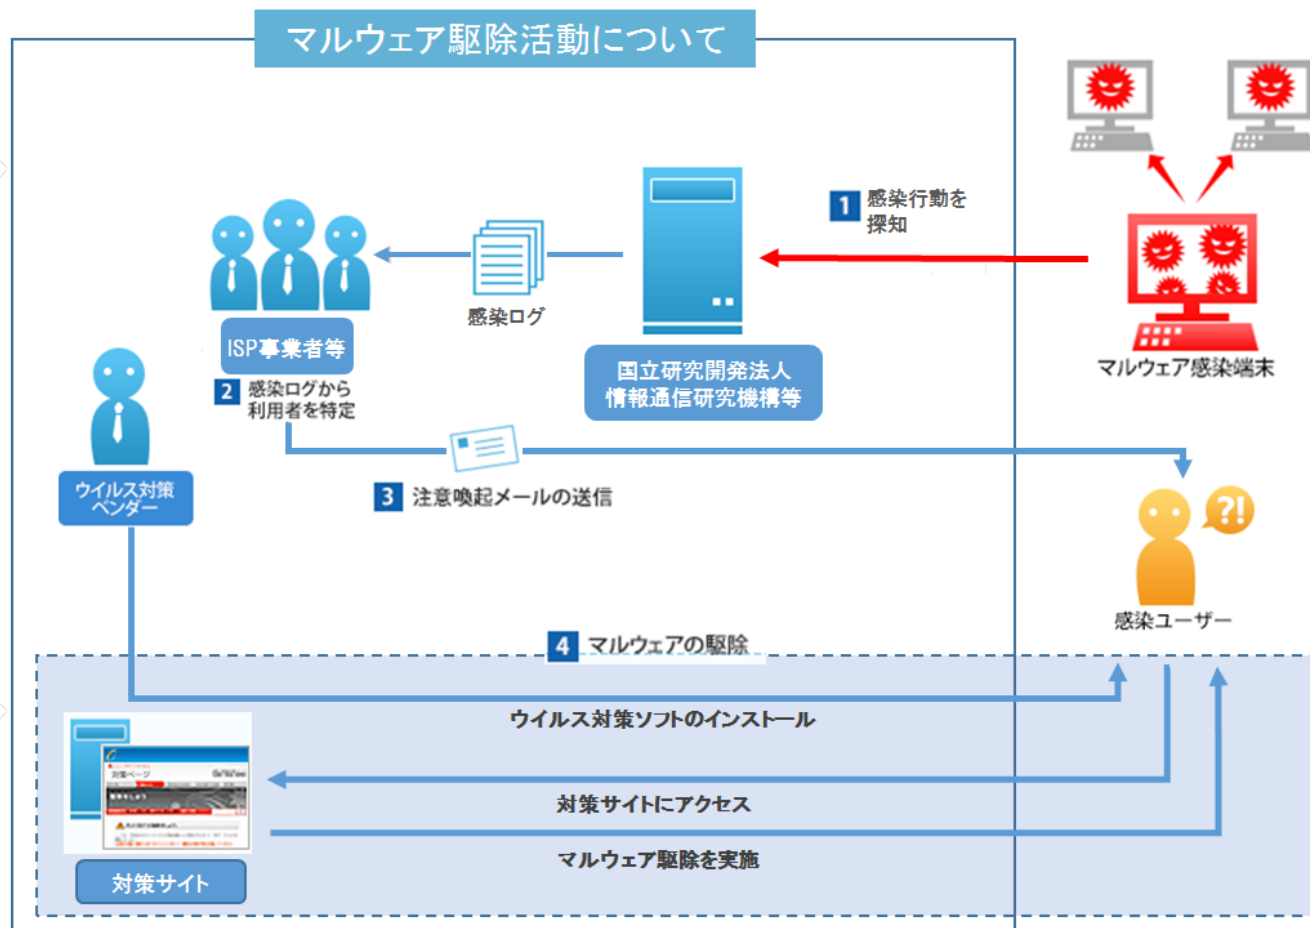 マルウェア駆除活動について
1 感染行動を
探知
感染ログ
ISP事業者等
国立研究開発法人
情報通信研究機構等
マルウェア感染端末
2 感染ログから
利用者を特定
3 注意喚起メールの送信
ウイルス対策
ベンダー
?!
感染ユーザー
4 マルウェアの駆除
ウイルス対策ソフトのインストール
対策ページ
対策サイトにアクセス
マルウェア駆除を実施
対策サイト